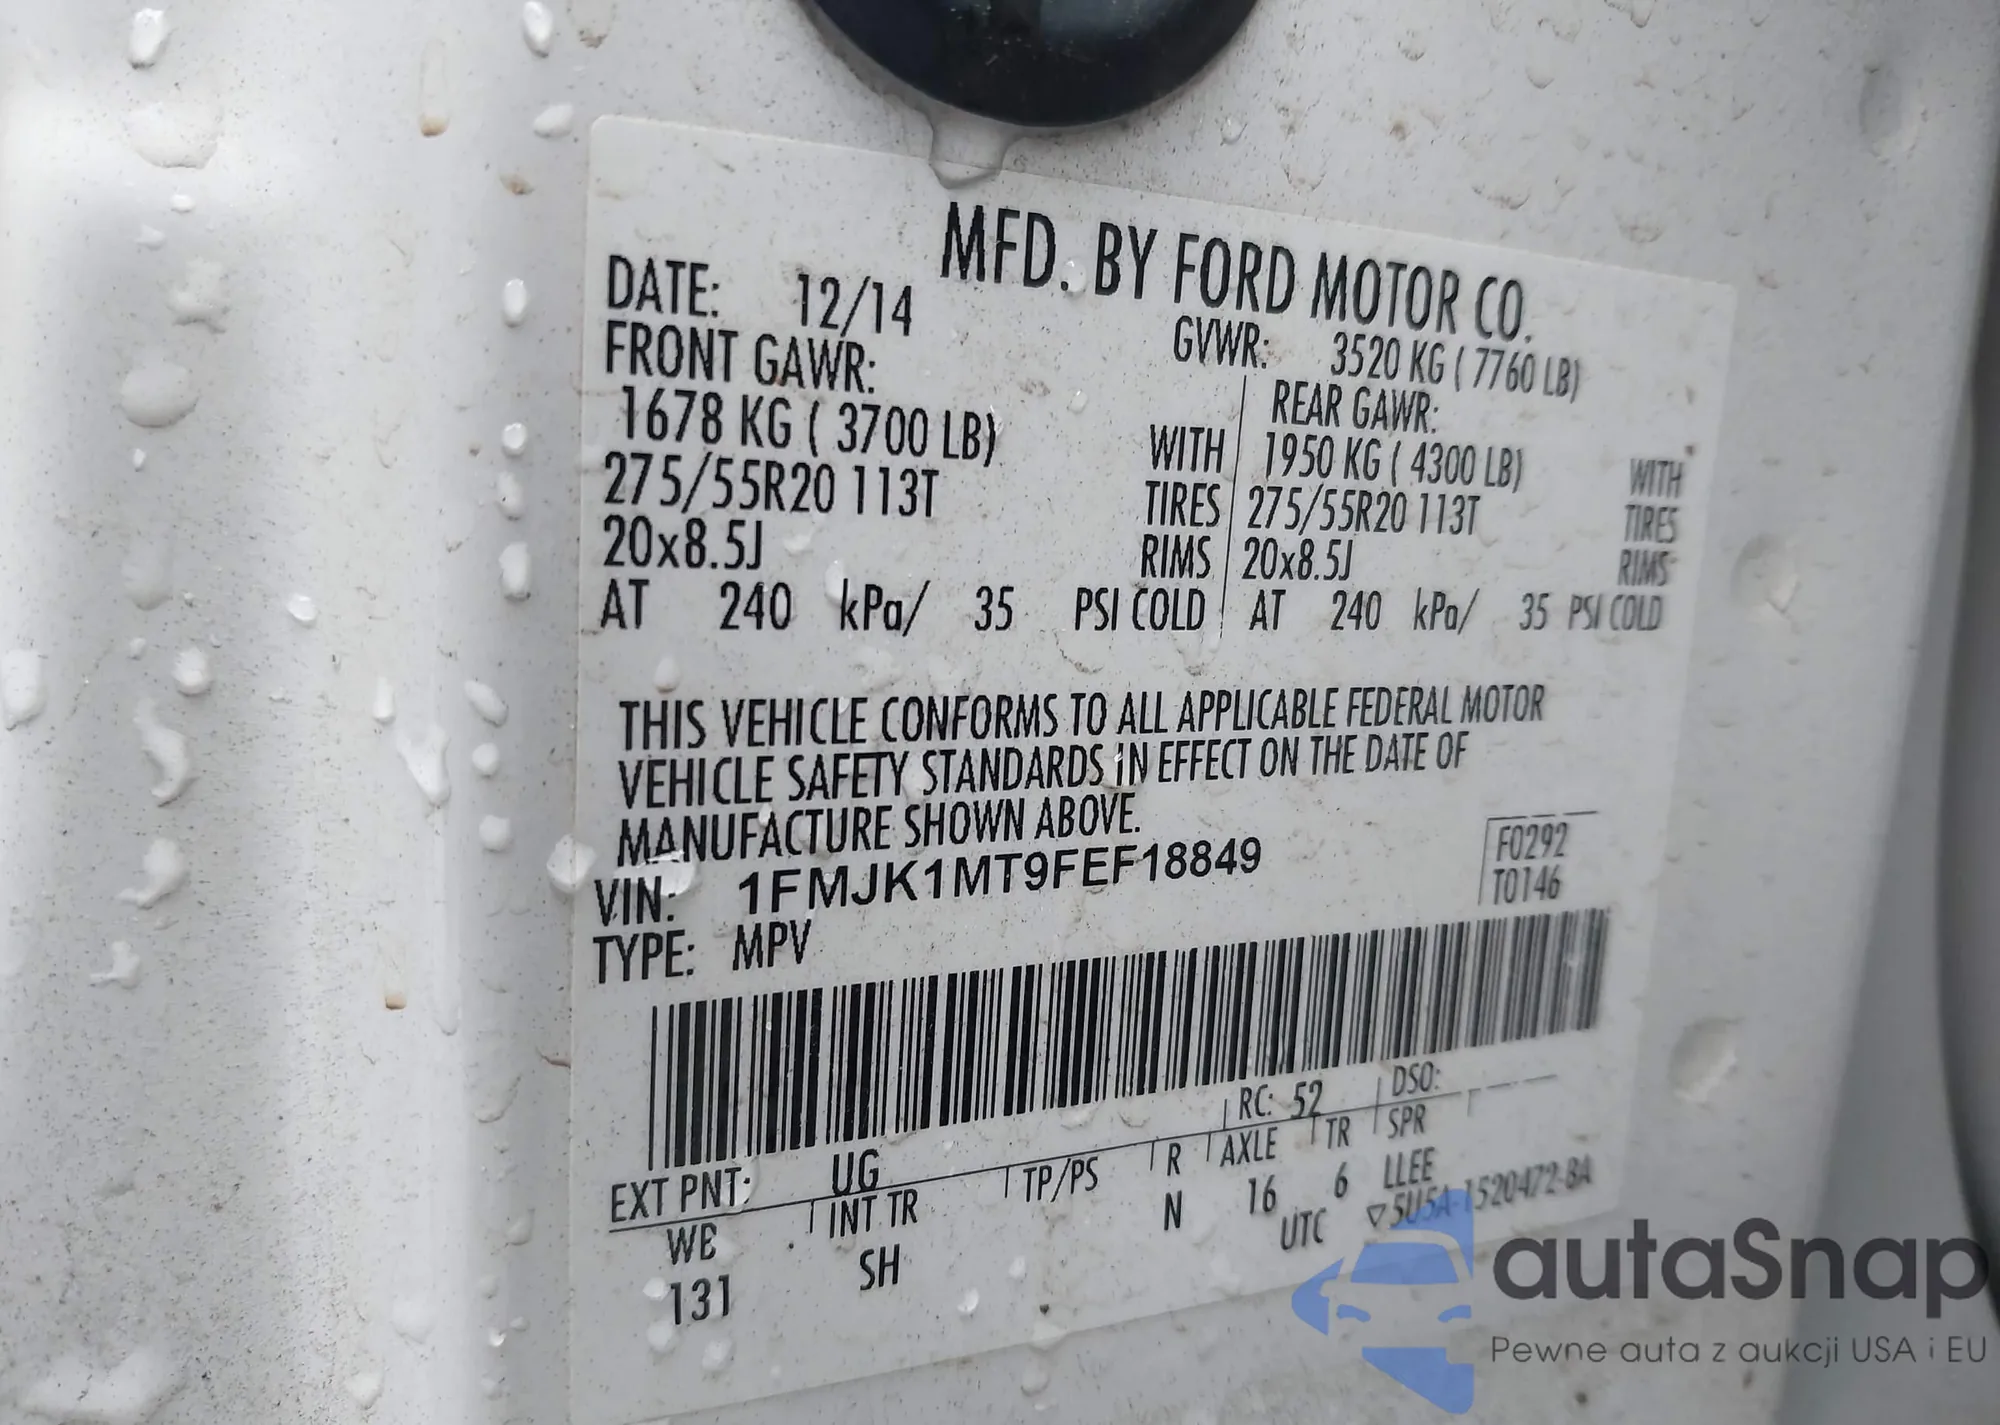 MFD. BY FORD MOTOR CO.
DATE: 12/14 GVWR: 3520 KG ( 7760 LB)
FRONT GAWR: REAR GAWR:
1678 KG ( 3700 LB) WITH 1950 KG ( 4300 LB) WITH
275/55R20 113T TIRES 275/55R20 113T TIRES
20x8.5J RIMS 20x8.5J RIMS
AT 240 kPa/ 35 PSI COLD AT 240 kPa/ 35 PSI COLD
THIS VEHICLE CONFORMS TO ALL APPLICABLE FEDERAL MOTOR
VEHICLE SAFETY STANDARDS IN EFFECT ON THE DATE OF
MANUFACTURE SHOWN ABOVE.
VIN: 1FMJK1MT9FEF18849 F0292
TYPE: MPV T0146
EXT PNT: UG RC: 52 DSO:
WB INT TR TP/PS R AXLE TR SPR
131 SH N 16 6 LLEE
UTC ▽5U5A-1520472-BA
autaSnap
Pewne auta z aukcji USA i EU